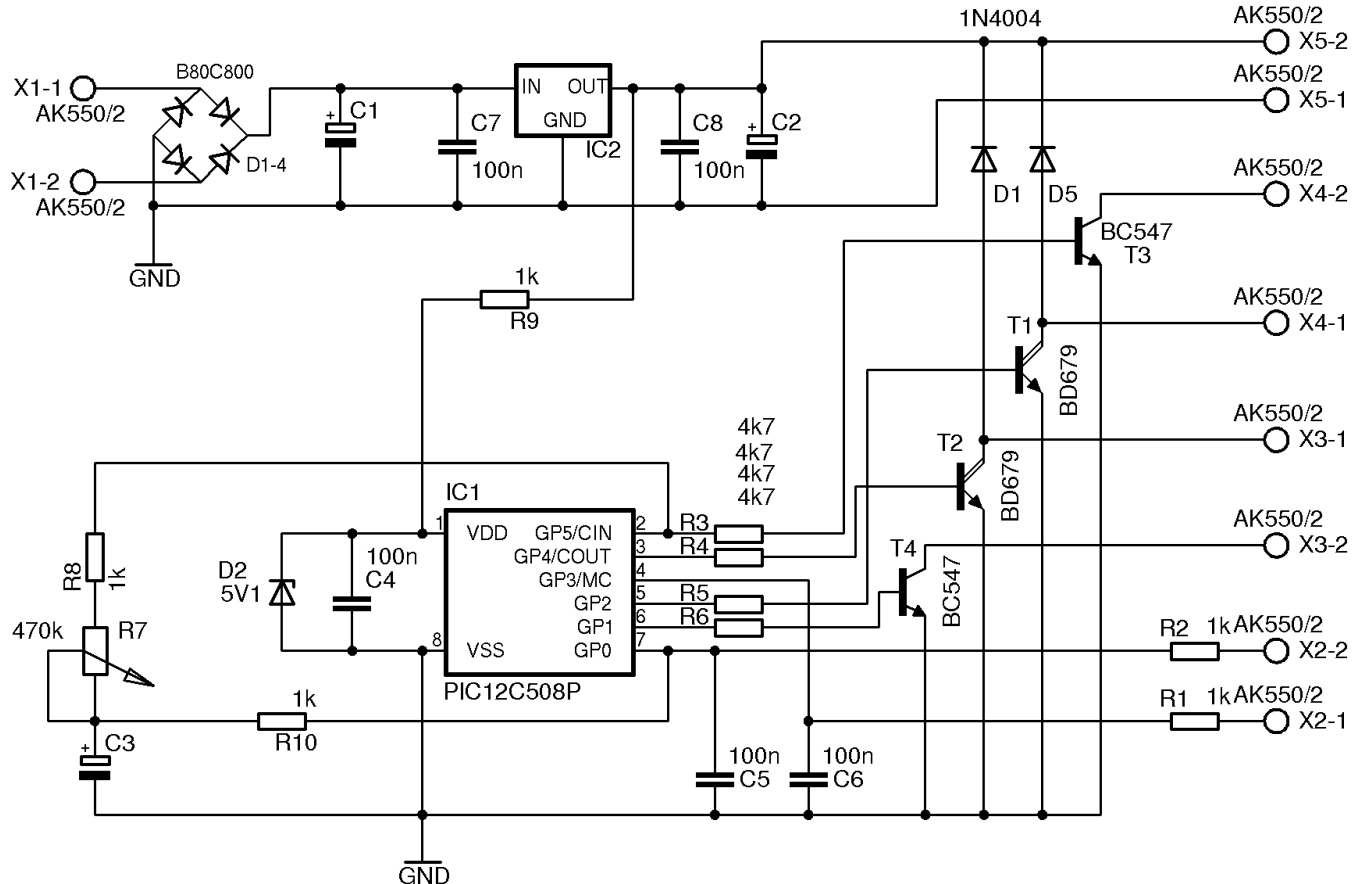 1N4004
AK550/2
X5-2
B80C800
X1-1
AK550/2
C1
C7
100n
IN OUT
GND
IC2
C8
100n
C2
AK550/2
X5-1
D1-4
X1-2
AK550/2
D1 D5
AK550/2
X4-2
BC547
T3
GND
1k
R9
AK550/2
X4-1
T1
BD679
4k7
4k7
4k7
4k7
T2
BD679
AK550/2
X3-1
IC1
1 VDD GP5/CIN 2
GP4/COUT 3
GP3/MC 4
GP2 5
GP1 6
8 VSS GP0 7
PIC12C508P
R3
R4
R5
R6
T4
BC547
AK550/2
X3-2
100n
C4
D2
5V1
R8
1k
470k
R7
R2 1k AK550/2
X2-2
R1 1k AK550/2
X2-1
1k
R10
+ C3
100n
C5
100n
C6
GND